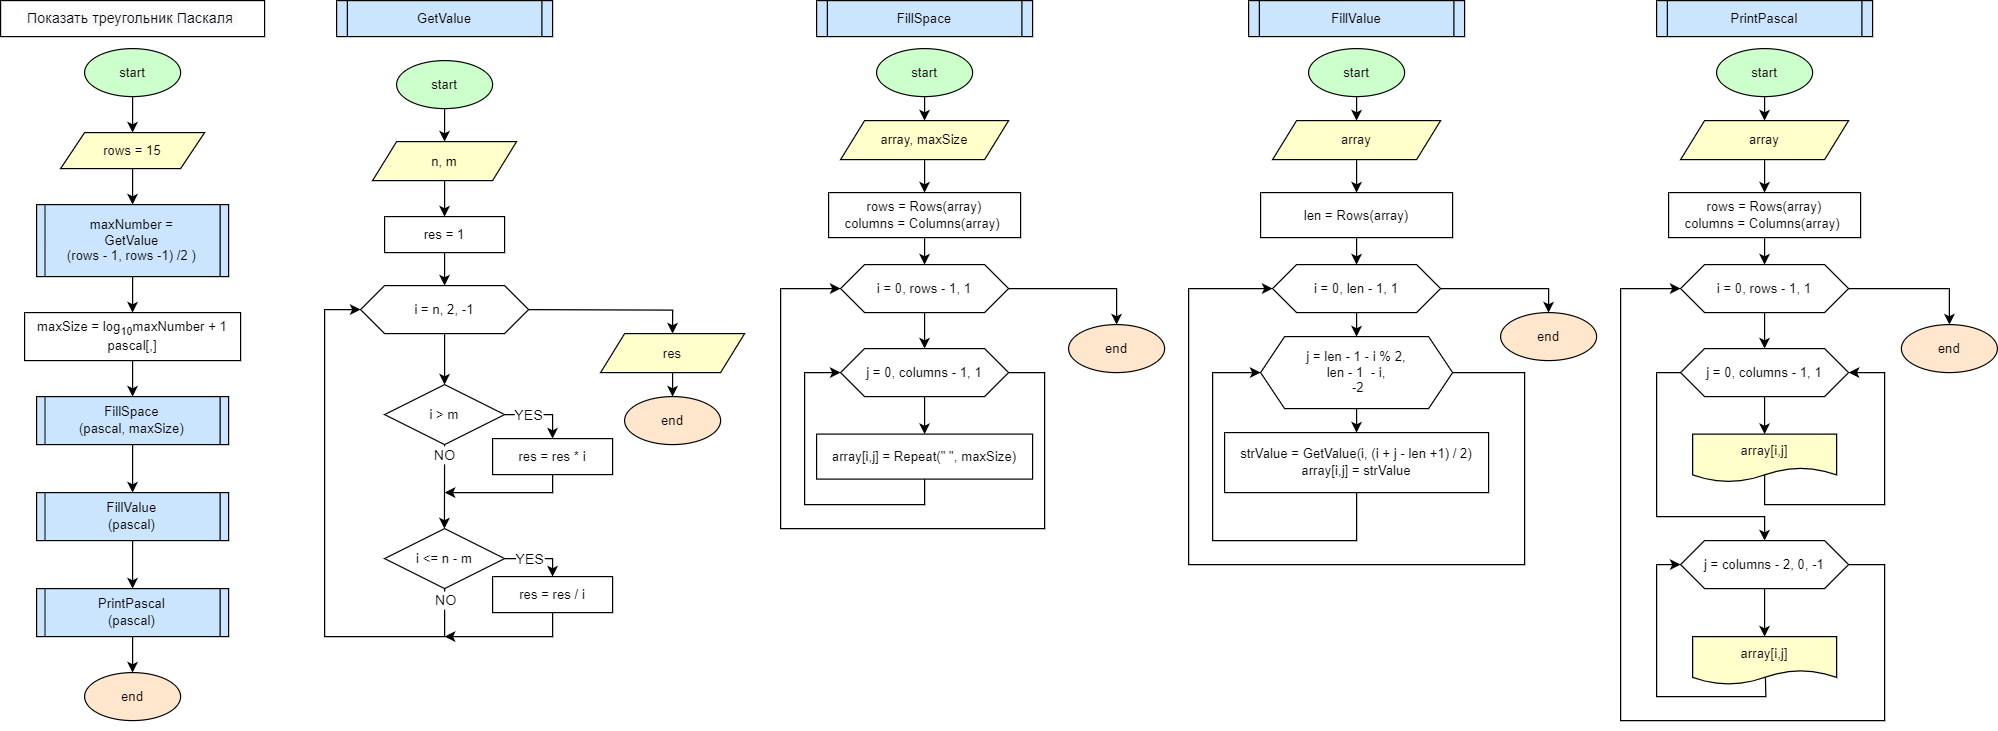 Показать треугольник Паскаля
start
rows = 15
maxNumber =
GetValue
(rows - 1, rows -1) /2 )
maxSize = log10maxNumber + 1
pascal[,]
FillSpace
(pascal, maxSize)
FillValue
(pascal)
PrintPascal
(pascal)
end
GetValue
start
n, m
res = 1
i = n, 2, -1
res
end
i > m
YES
res = res * i
NO
i <= n - m
YES
res = res / i
NO
FillSpace
start
array, maxSize
rows = Rows(array)
columns = Columns(array)
i = 0, rows - 1, 1
end
j = 0, columns - 1, 1
array[i,j] = Repeat(" ", maxSize)
FillValue
start
array
len = Rows(array)
i = 0, len - 1, 1
end
j = len - 1 - i % 2,
len - 1  - i,
-2
strValue = GetValue(i, (i + j - len +1) / 2)
array[i,j] = strValue
PrintPascal
start
array
rows = Rows(array)
columns = Columns(array)
i = 0, rows - 1, 1
end
j = 0, columns - 1, 1
array[i,j]
j = columns - 2, 0, -1
array[i,j]